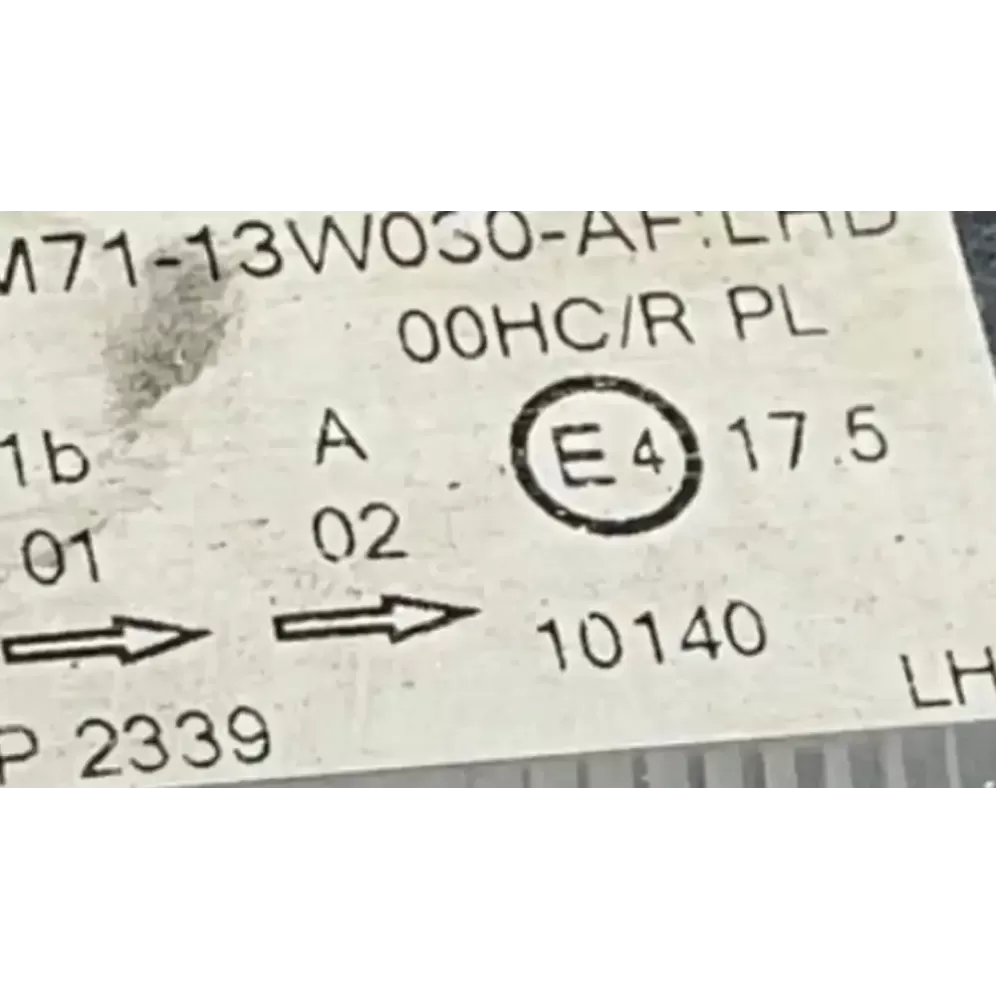 M71-13W030-AF:LHD
00HC/R PL
1b A E4 17.5
01 02
10140
LH
P 2339